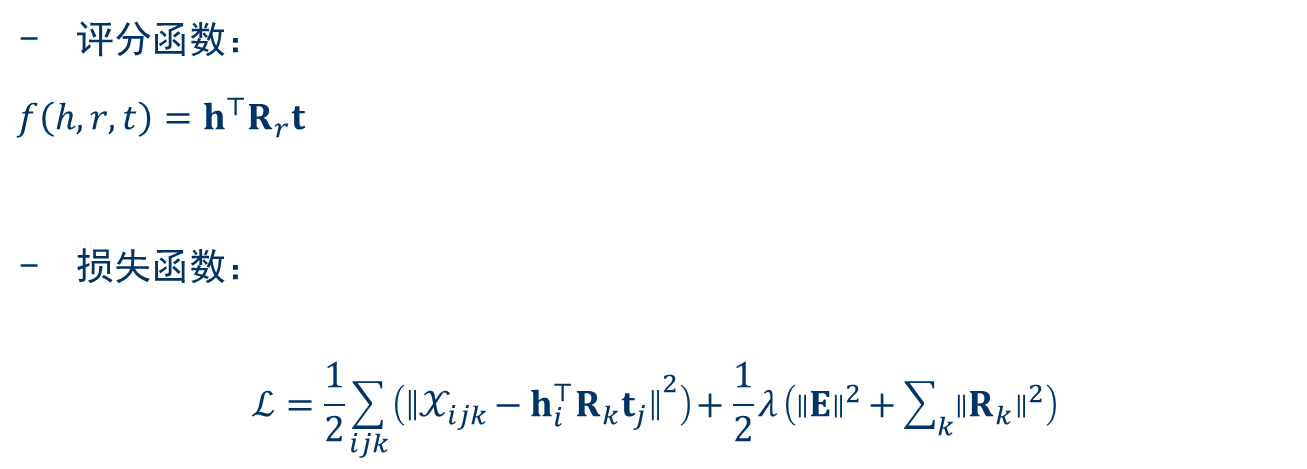 – 评分函数：
f(h, r, t) = h⊤Rᵣt
– 损失函数：
ℒ = 1/2 ∑_{ijk} (‖𝒳_{ijk} − h_i^⊤ R_k t_j‖²) + 1/2 λ(‖E‖² + ∑_k ‖R_k‖²)